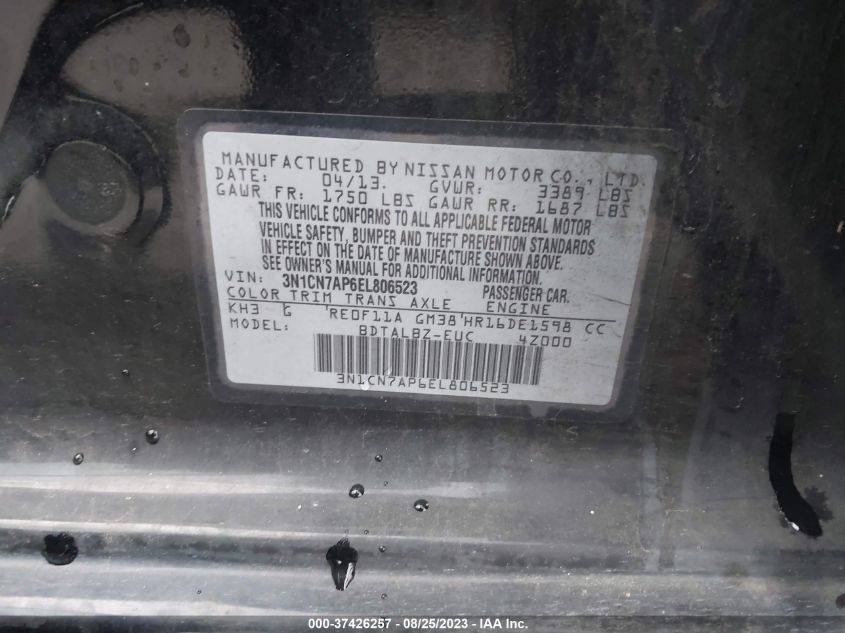 MANUFACTURED BY NISSAN MOTOR CO., LTD.
DATE: 04/13. GVWR: 3389 LBS
GAWR FR: 1750 LBS GAWR RR: 1687 LBS
THIS VEHICLE CONFORMS TO ALL APPLICABLE FEDERAL MOTOR
VEHICLE SAFETY, BUMPER AND THEFT PREVENTION STANDARDS
IN EFFECT ON THE DATE OF MANUFACTURE SHOWN ABOVE.
SEE OWNER'S MANUAL FOR ADDITIONAL INFORMATION.
VIN: 3N1CN7AP6EL806523 PASSENGER CAR.
COLOR TRIM TRANS AXLE ENGINE
KH3 G RE0F11A GM38 HR16DE1598 CC
MODEL: BDTALBZ-EUC 4Z000
3N1CN7AP6EL806523
000-37426257 - 08/25/2023 - IAA Inc.